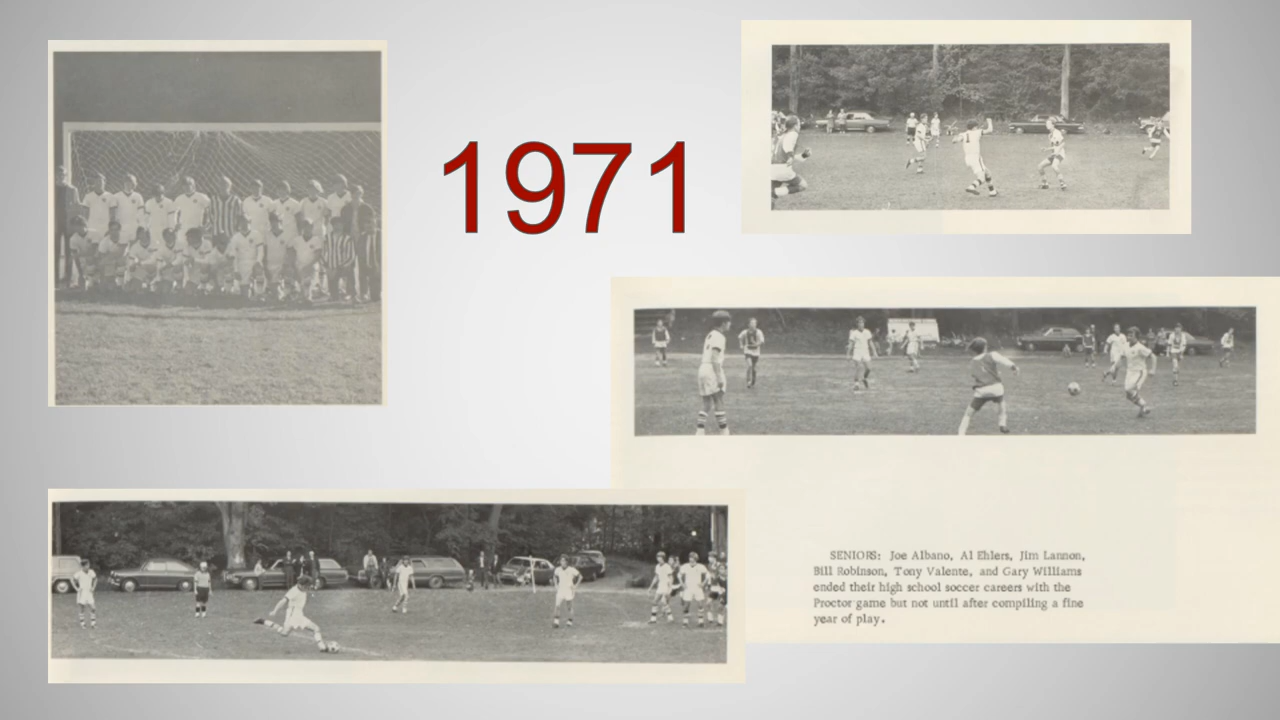 1971
SENIORS: Joe Albano, Al Ehlers, Jim Lannon,
Bill Robinson, Tony Valente, and Gary Williams
ended their high school soccer careers with the
Proctor game but not until after compiling a fine
year of play.